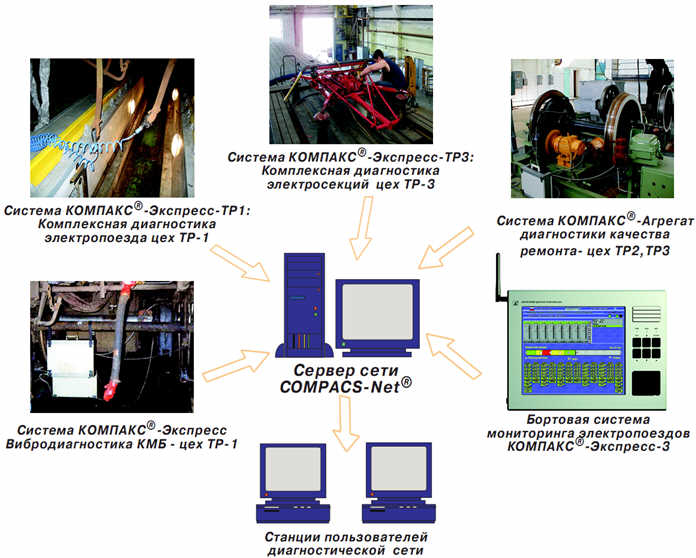 Система КОМПАКС®-Экспресс-ТР3:
Комплексная диагностика
электросекций цех ТР-3
Система КОМПАКС®-Экспресс-ТР1:
Комплексная диагностика
электропоезда цех ТР-1
Система КОМПАКС®-Агрегат
диагностики качества
ремонта- цех ТР2,ТР3
Сервер сети
COMPACS-Net®
Система КОМПАКС®-Экспресс
Вибродиагностика КМБ - цех ТР-1
Бортовая система
мониторинга электропоездов
КОМПАКС®-Экспресс-3
Станции пользователей
диагностической сети